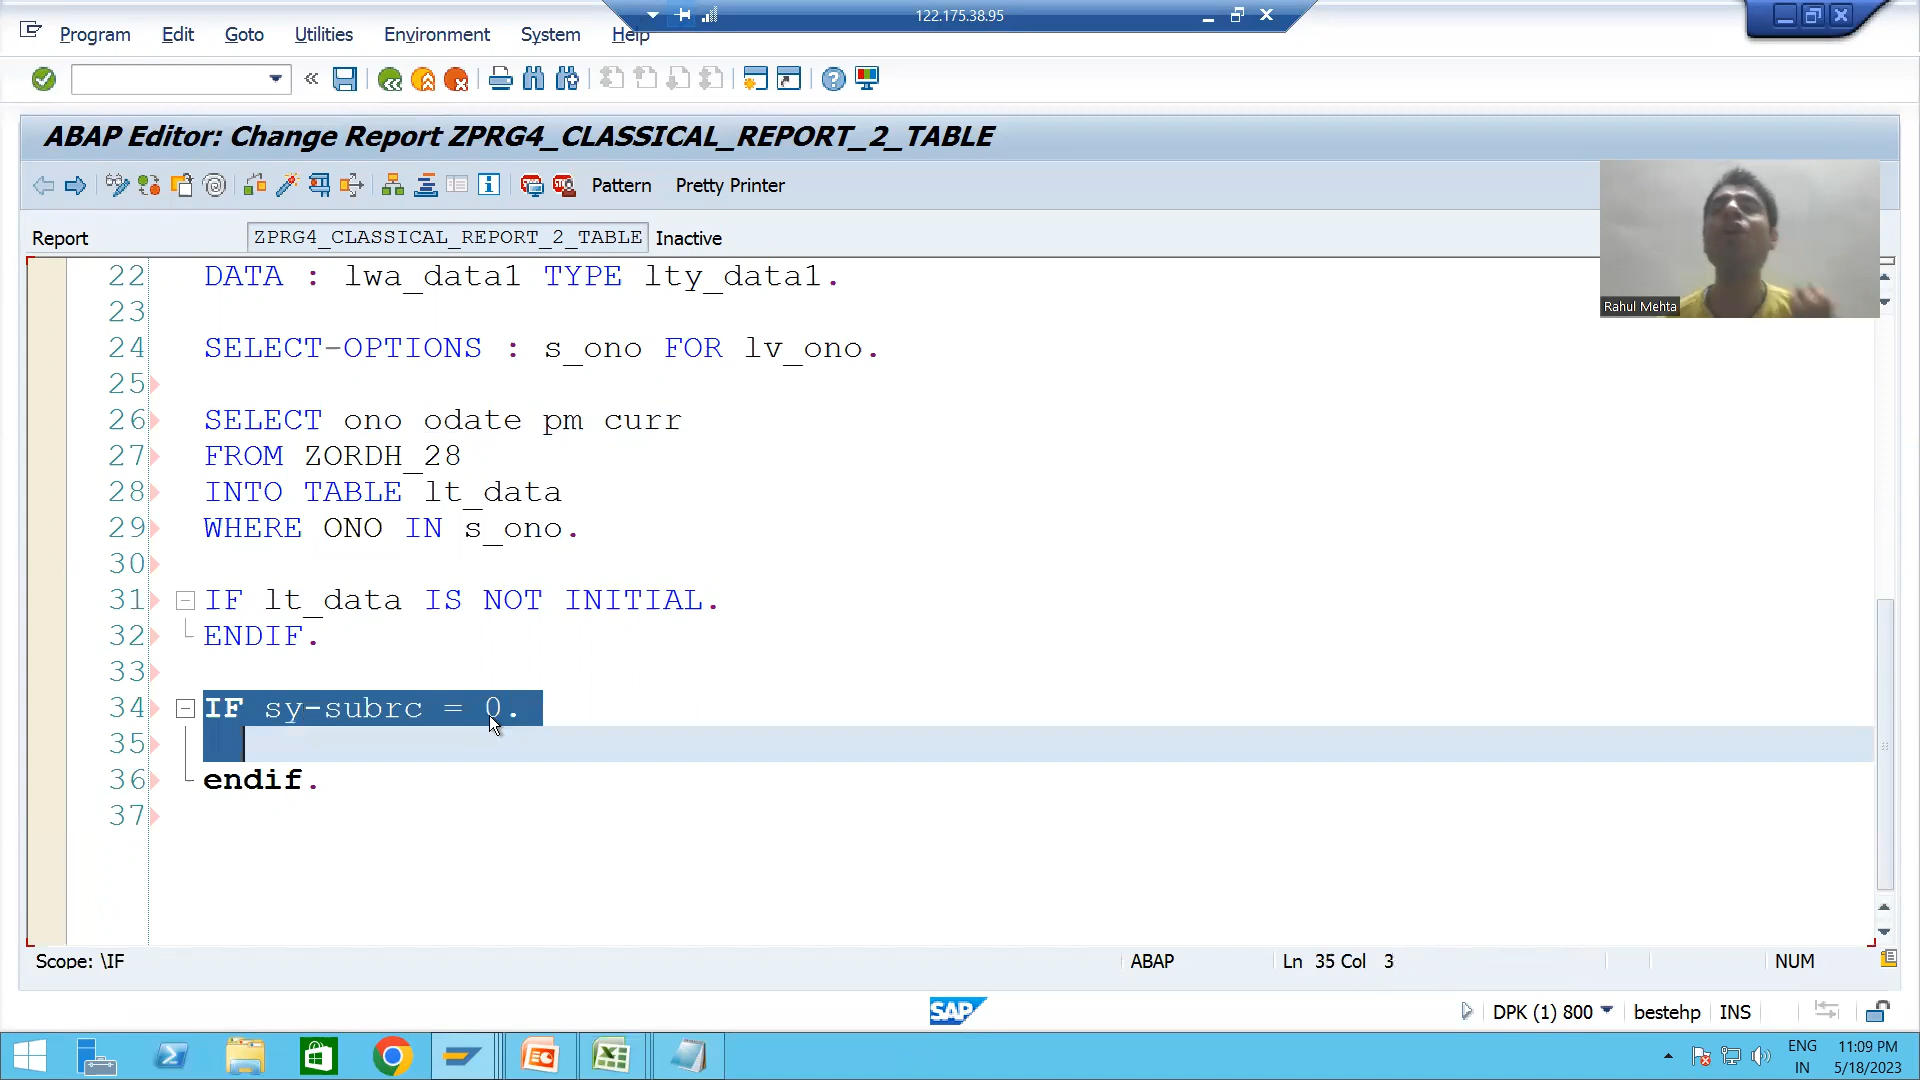 122.175.38.95
Program Edit Goto Utilities Environment System Help
ABAP Editor: Change Report ZPRG4_CLASSICAL_REPORT_2_TABLE
Pattern Pretty Printer
Report ZPRG4_CLASSICAL_REPORT_2_TABLE Inactive
Rahul Mehta
22 DATA : lwa_data1 TYPE lty_data1.
23
24 SELECT-OPTIONS : s_ono FOR lv_ono.
25
26 SELECT ono odate pm curr
27 FROM ZORDH_28
28 INTO TABLE lt_data
29 WHERE ONO IN s_ono.
30
31 IF lt_data IS NOT INITIAL.
32 ENDIF.
33
34 IF sy-subrc = 0.
35
36 endif.
37
Scope: \IF ABAP Ln 35 Col 3 NUM
SAP DPK (1) 800 bestehp INS
ENG 11:09 PM
IN 5/18/2023